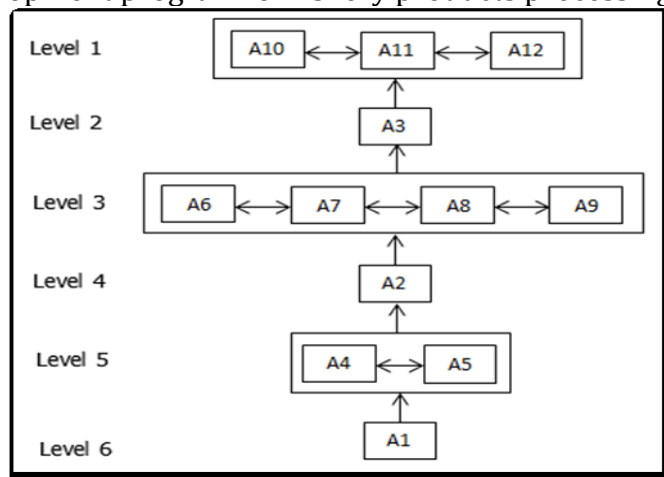 Level 1 A10 A11 A12
Level 2 A3
Level 3 A6 A7 A8 A9
Level 4 A2
Level 5 A4 A5
Level 6 A1